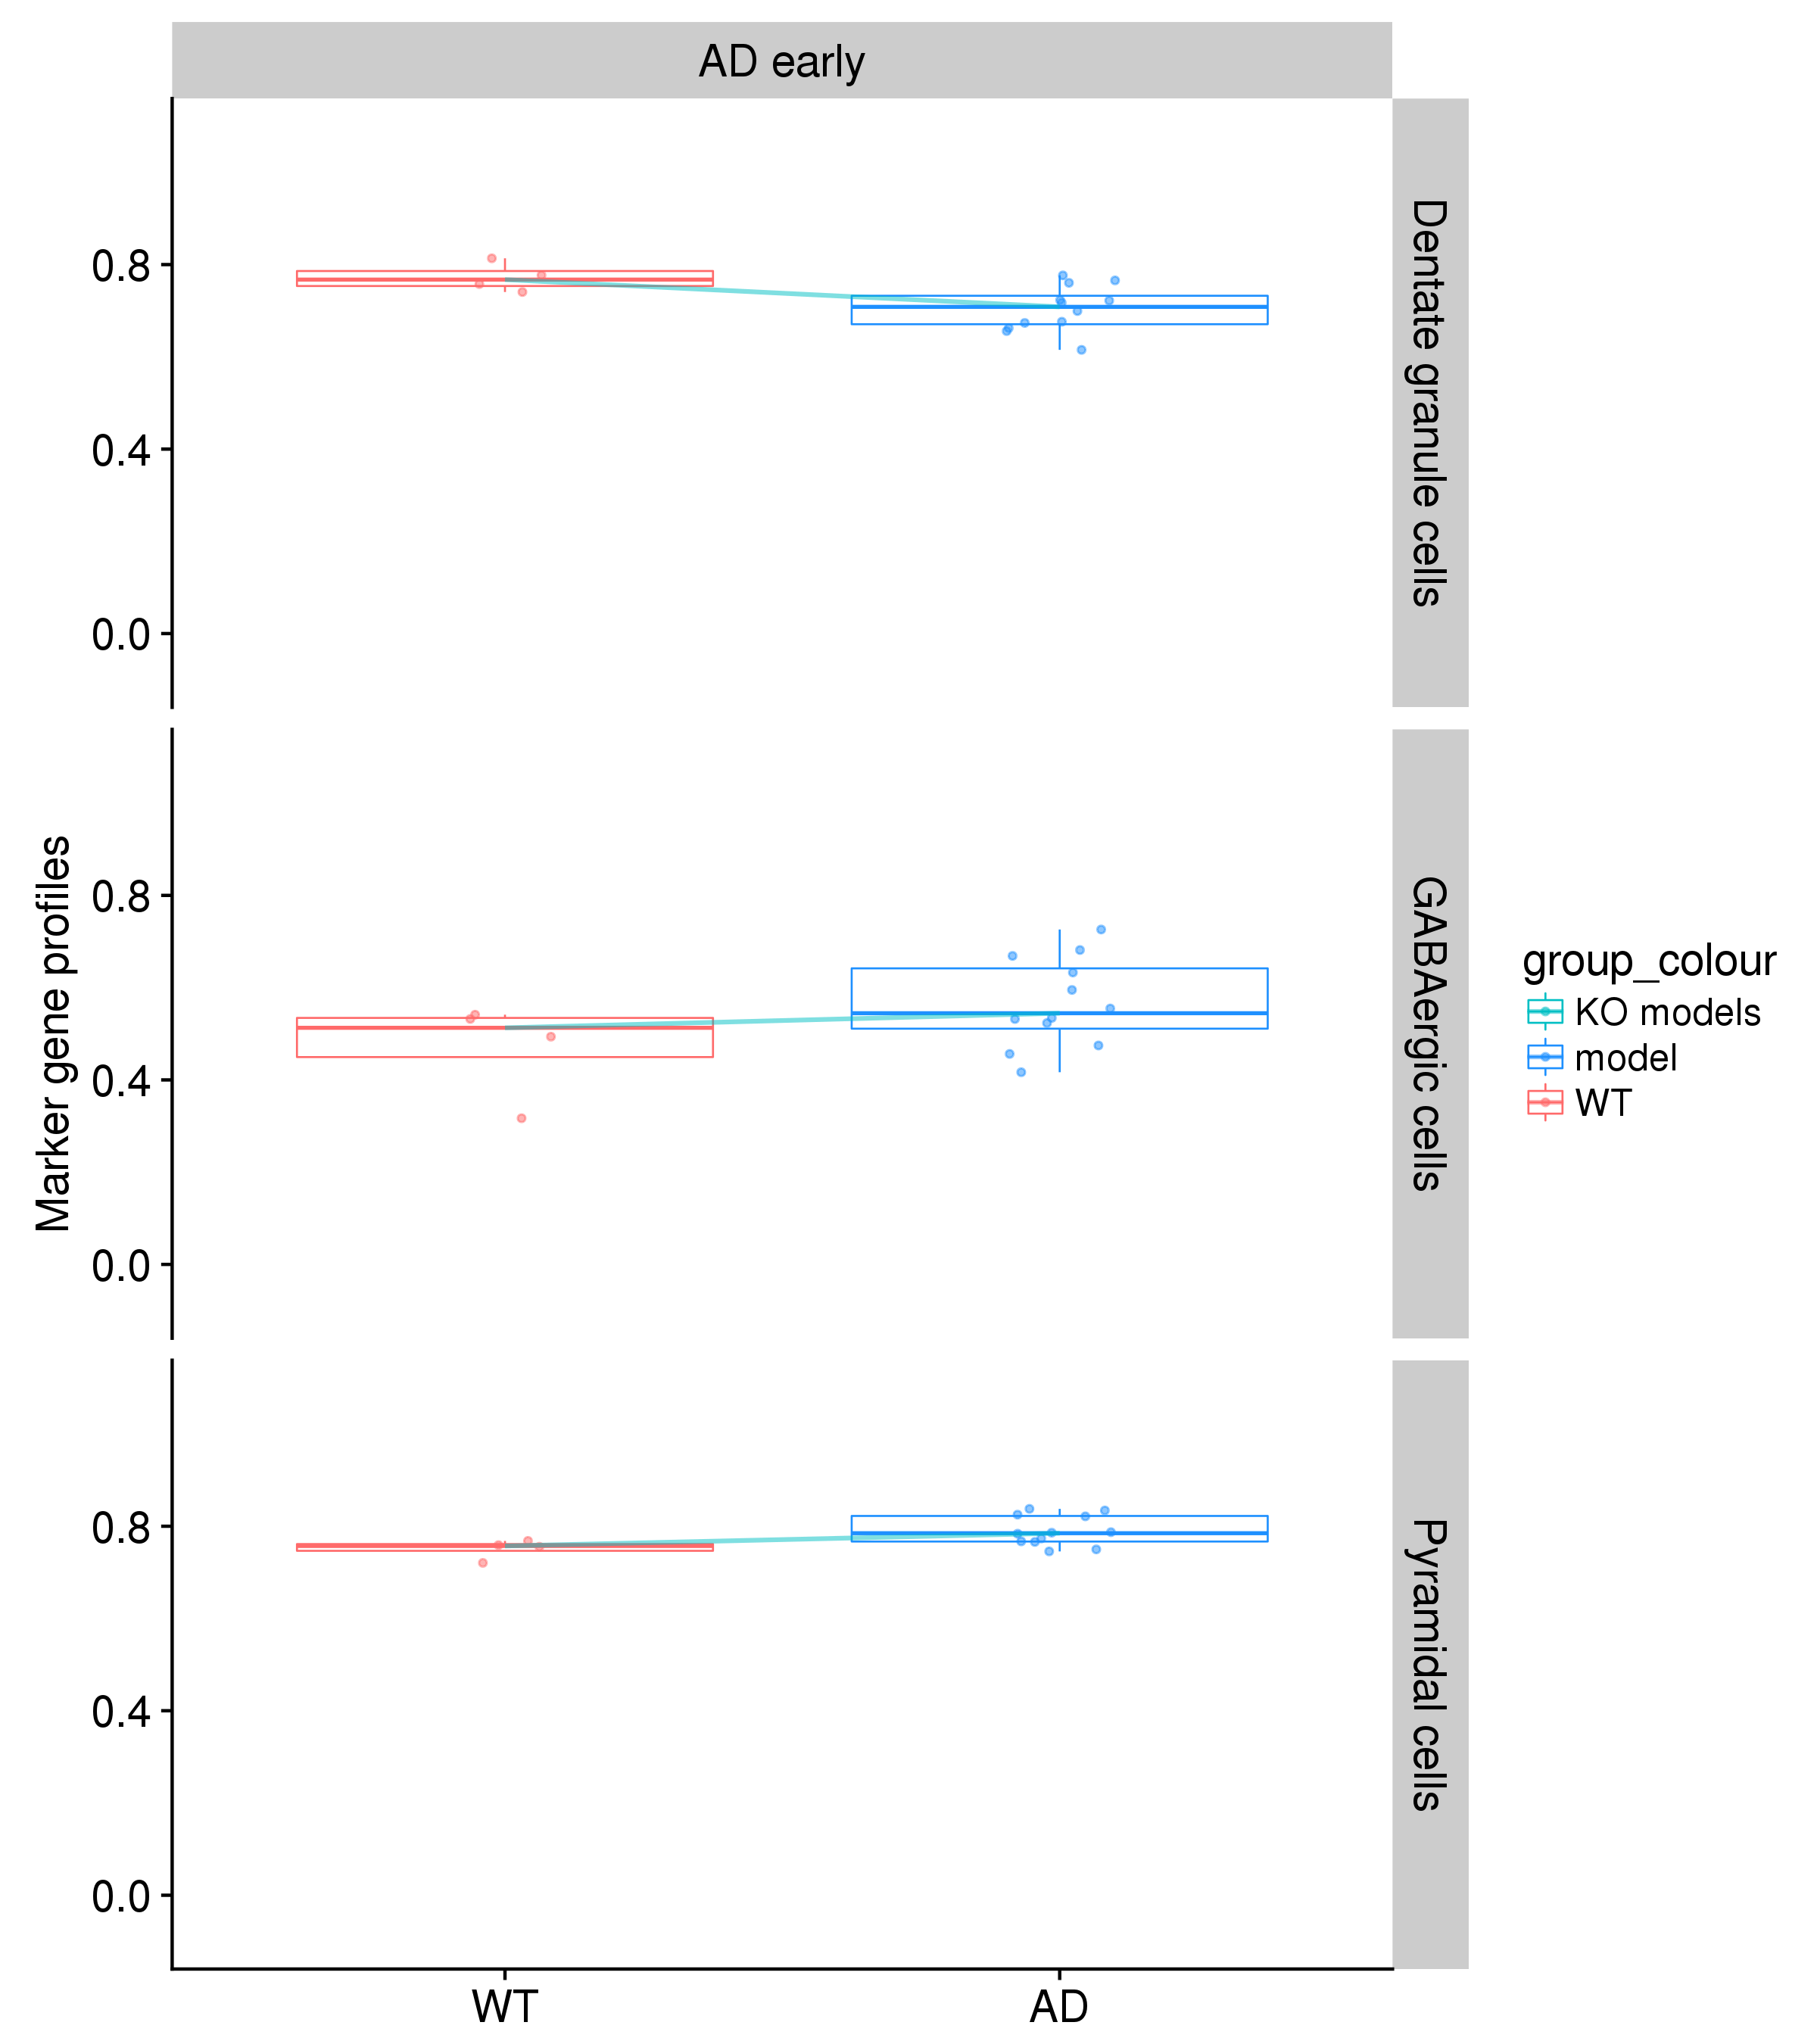 AD early
Dentate granule cells
0.8
0.4
0.0
Marker gene profiles
GABAergic cells
0.8
0.4
0.0
group_colour
KO models
model
WT
Pyramidal cells
0.8
0.4
0.0
WT
AD